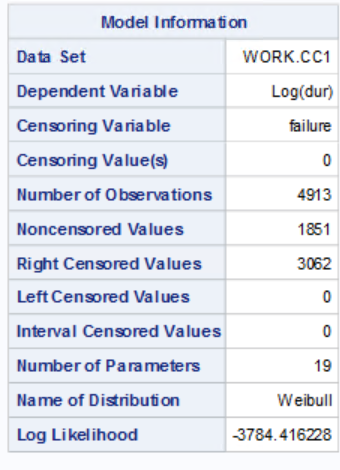 Model Information
Data Set WORK.CC1
Dependent Variable Log(dur)
Censoring Variable failure
Censoring Value(s) 0
Number of Observations 4913
Noncensored Values 1851
Right Censored Values 3062
Left Censored Values 0
Interval Censored Values 0
Number of Parameters 19
Name of Distribution Weibull
Log Likelihood -3784.416228